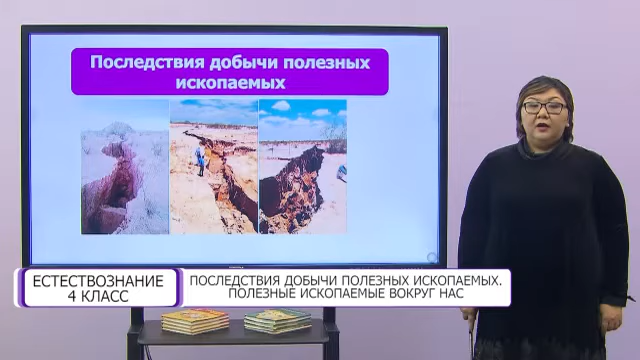 Последствия добычи полезных
ископаемых
ЕСТЕСТВОЗНАНИЕ
4 КЛАСС
ПОСЛЕДСТВИЯ ДОБЫЧИ ПОЛЕЗНЫХ ИСКОПАЕМЫХ.
ПОЛЕЗНЫЕ ИСКОПАЕМЫЕ ВОКРУГ НАС